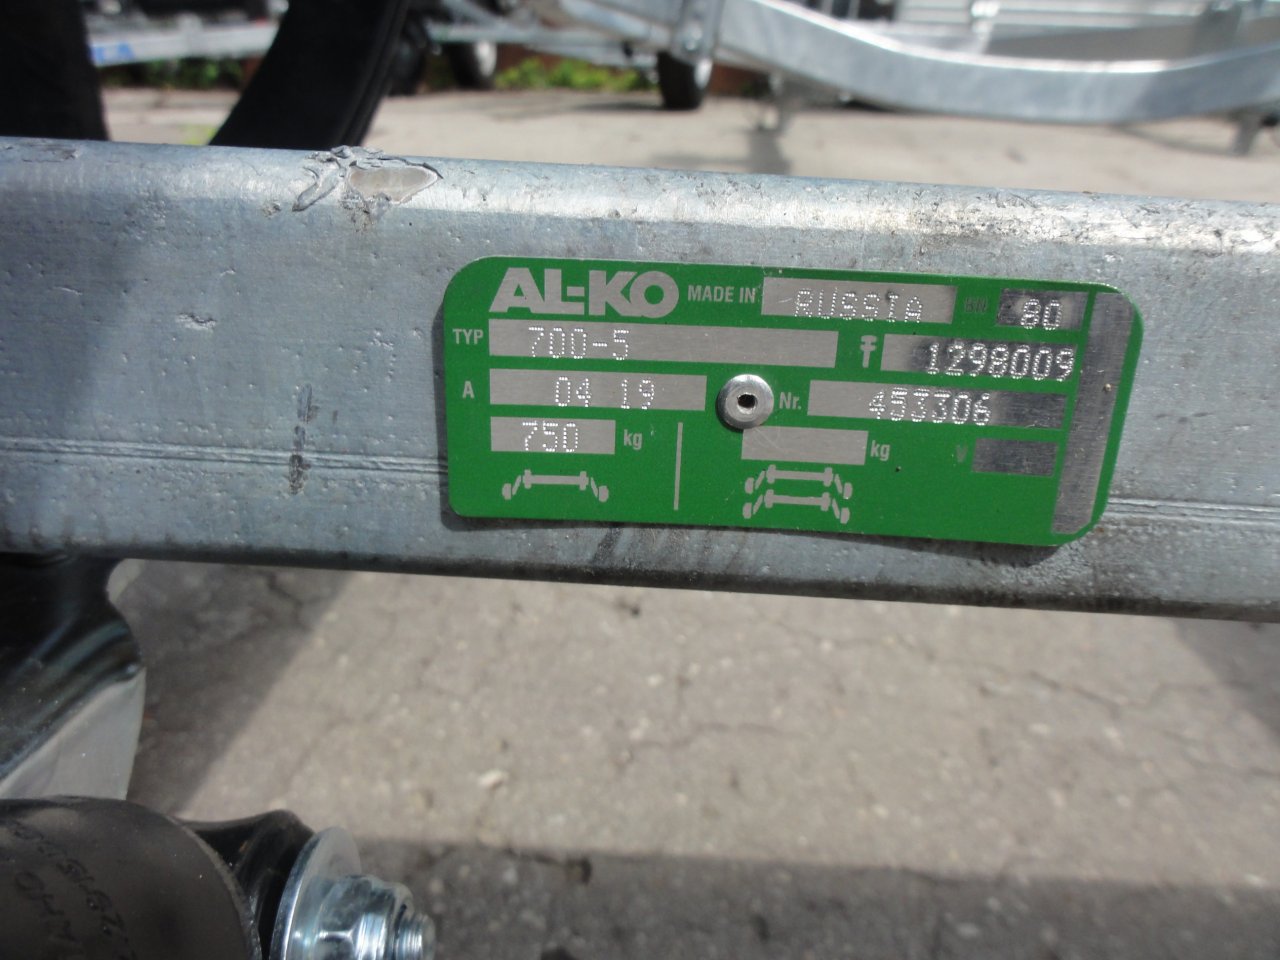 AL-KO MADE IN RUSSIA 80
TYP 700-5 1298009
A 04 19 Nr. 453306
750 kg kg V